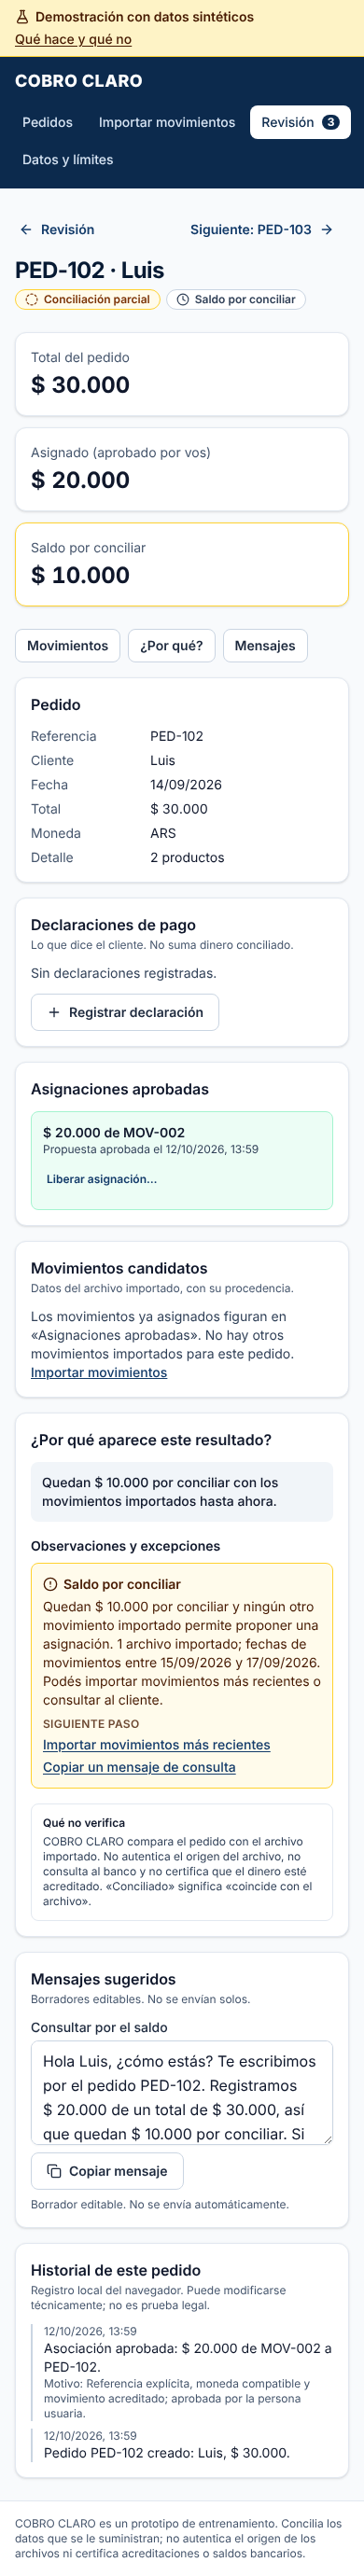 Demostración con datos sintéticos
Qué hace y qué no
COBRO CLARO
Pedidos
Importar movimientos
Revisión 3
Datos y límites
Revisión
Siguiente: PED-103
PED-102 · Luis
Conciliación parcial
Saldo por conciliar
Total del pedido
$ 30.000
Asignado (aprobado por vos)
$ 20.000
Saldo por conciliar
$ 10.000
Movimientos
¿Por qué?
Mensajes
Pedido
Referencia PED-102
Cliente Luis
Fecha 14/09/2026
Total $ 30.000
Moneda ARS
Detalle 2 productos
Declaraciones de pago
Lo que dice el cliente. No suma dinero conciliado.
Sin declaraciones registradas.
Registrar declaración
Asignaciones aprobadas
$ 20.000 de MOV-002
Propuesta aprobada el 12/10/2026, 13:59
Liberar asignación...
Movimientos candidatos
Datos del archivo importado, con su procedencia.
Los movimientos ya asignados figuran en
«Asignaciones aprobadas». No hay otros
movimientos importados para este pedido.
Importar movimientos
¿Por qué aparece este resultado?
Quedan $ 10.000 por conciliar con los
movimientos importados hasta ahora.
Observaciones y excepciones
Saldo por conciliar
Quedan $ 10.000 por conciliar y ningún otro
movimiento importado permite proponer una
asignación. 1 archivo importado; fechas de
movimientos entre 15/09/2026 y 17/09/2026.
Podés importar movimientos más recientes o
consultar al cliente.
SIGUIENTE PASO
Importar movimientos más recientes
Copiar un mensaje de consulta
Qué no verifica
COBRO CLARO compara el pedido con el archivo
importado. No autentica el origen del archivo, no
consulta al banco y no certifica que el dinero esté
acreditado. «Conciliado» significa «coincide con el
archivo».
Mensajes sugeridos
Borradores editables. No se envían solos.
Consultar por el saldo
Hola Luis, ¿cómo estás? Te escribimos
por el pedido PED-102. Registramos
$ 20.000 de un total de $ 30.000, así
que quedan $ 10.000 por conciliar. Si
Copiar mensaje
Borrador editable. No se envía automáticamente.
Historial de este pedido
Registro local del navegador. Puede modificarse
técnicamente; no es prueba legal.
12/10/2026, 13:59
Asociación aprobada: $ 20.000 de MOV-002 a
PED-102.
Motivo: Referencia explícita, moneda compatible y
movimiento acreditado; aprobada por la persona
usuaria.
12/10/2026, 13:59
Pedido PED-102 creado: Luis, $ 30.000.
COBRO CLARO es un prototipo de entrenamiento. Concilia los
datos que se le suministran; no autentica el origen de los
archivos ni certifica acreditaciones o saldos bancarios.